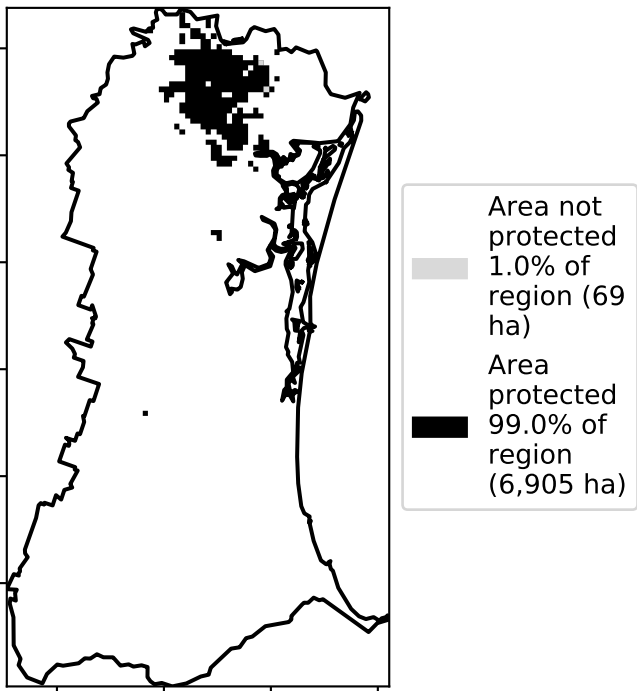 Area not
protected
1.0% of
region (69
ha)
Area
protected
99.0% of
region
(6,905 ha)